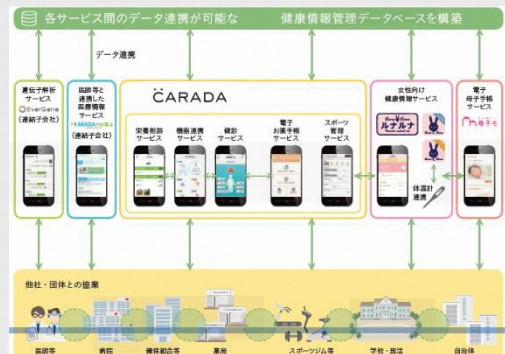 各サービス間のデータ連携が可能な 健康情報管理データベースを構築
データ連携
遺伝子解析
サービス
EverGene
(連結子会社)
医師等と
連携した
医療情報
サービス
(連結子会社)
CARADA
栄養相談
サービス
機器連携
サービス
健診
サービス
電子
お薬手帳
サービス
スポーツ
管理
サービス
女性向け
健康情報サービス
ルナルナ
体温計
連携
電子
母子手帳
サービス
母子モ
他社・団体との協業
医師等
病院
健保組合等
薬局
スポーツジム等
学校・部活
自治体